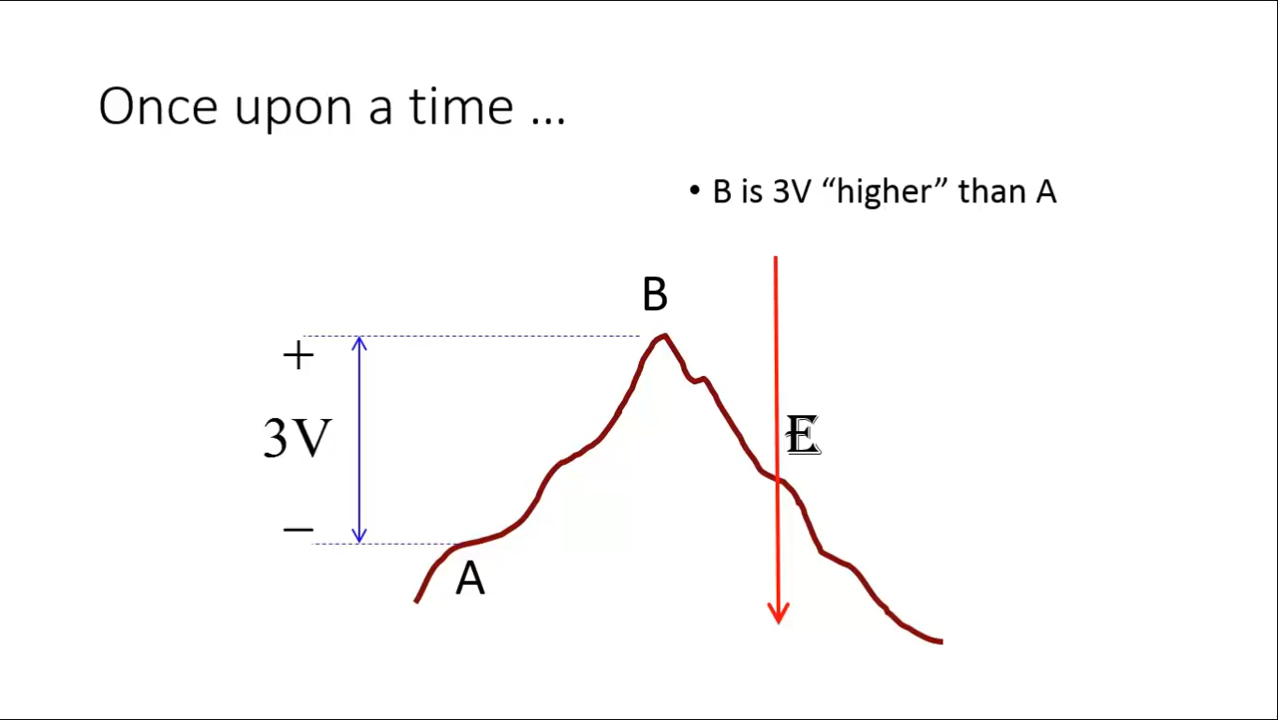 Once upon a time ...
• B is 3V “higher” than A
B
+
3V
E
–
A